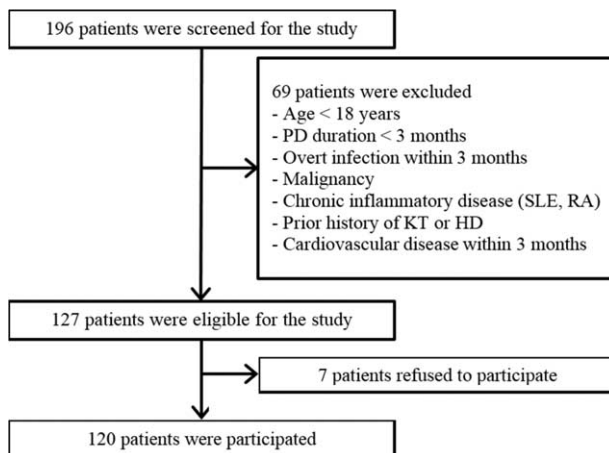 196 patients were screened for the study
69 patients were excluded
- Age < 18 years
- PD duration < 3 months
- Overt infection within 3 months
- Malignancy
- Chronic inflammatory disease (SLE, RA)
- Prior history of KT or HD
- Cardiovascular disease within 3 months
127 patients were eligible for the study
7 patients refused to participate
120 patients were participated